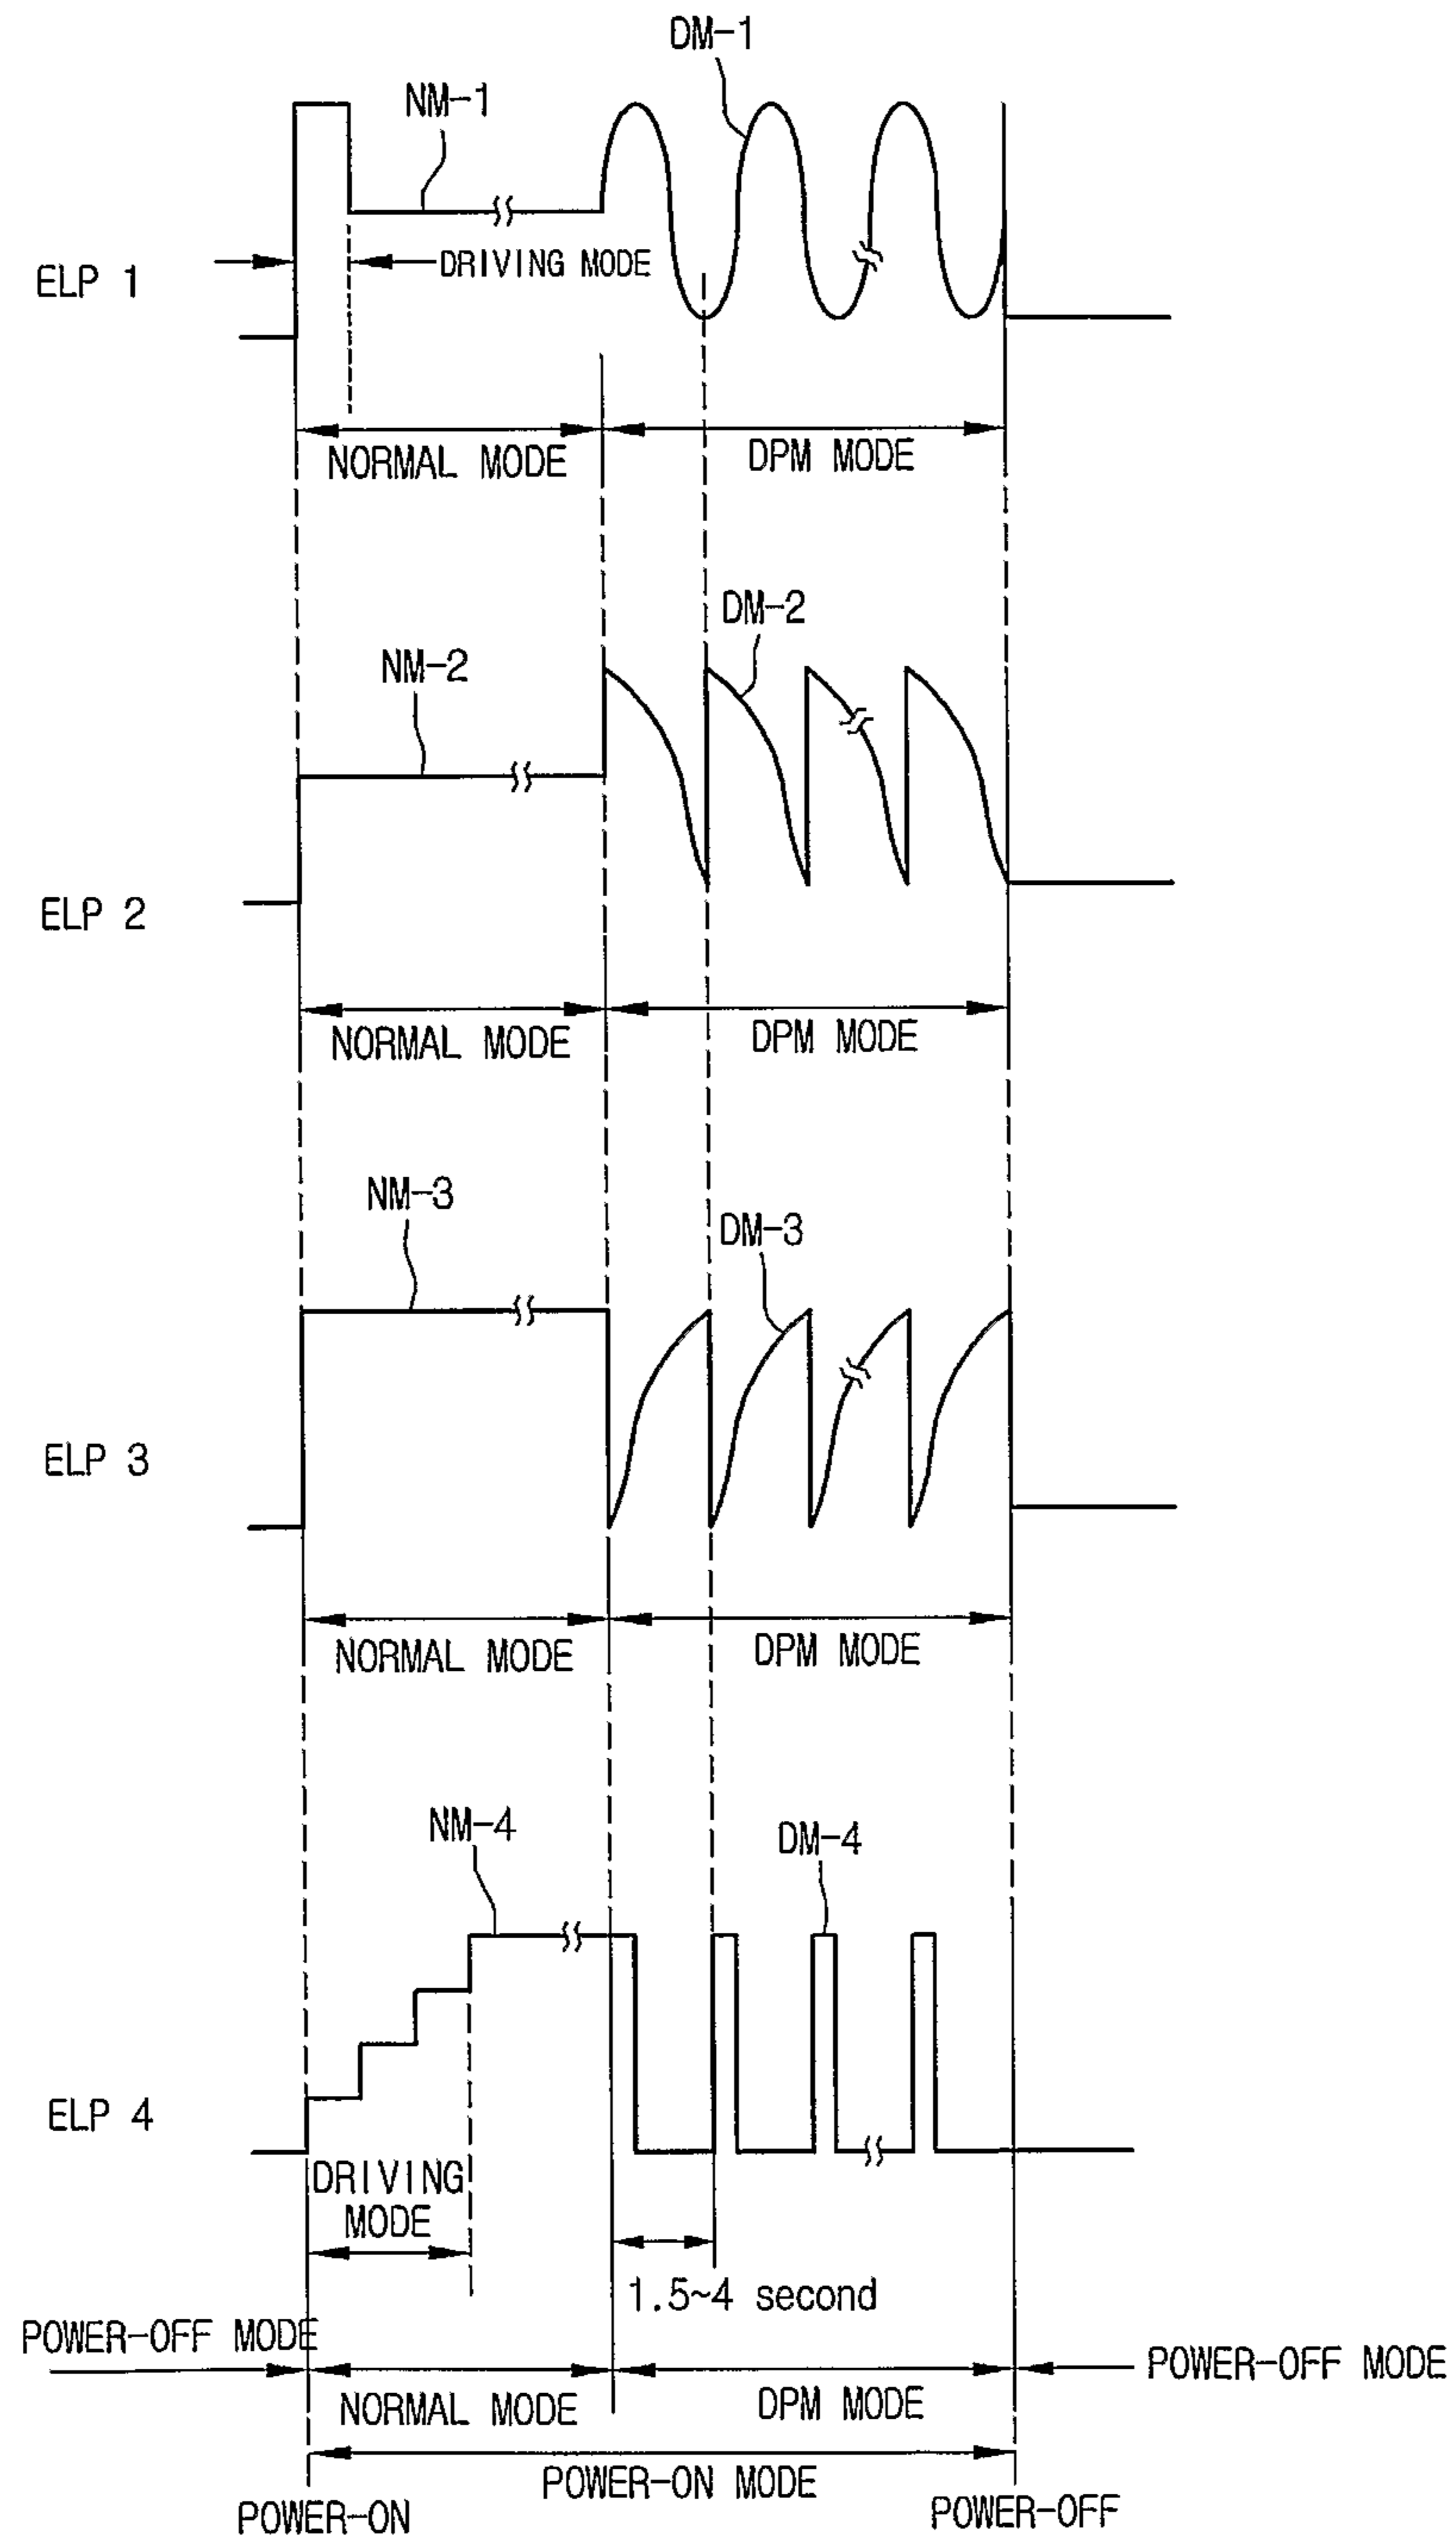 DM-1
NM-1
DRIVING MODE
ELP 1
NORMAL MODE
DPM MODE
DM-2
NM-2
ELP 2
NORMAL MODE
DPM MODE
NM-3
DM-3
ELP 3
NORMAL MODE
DPM MODE
NM-4
DM-4
ELP 4
DRIVING
MODE
1.5~4 second
POWER-OFF MODE
POWER-OFF MODE
NORMAL MODE
DPM MODE
POWER-ON MODE
POWER-ON
POWER-OFF